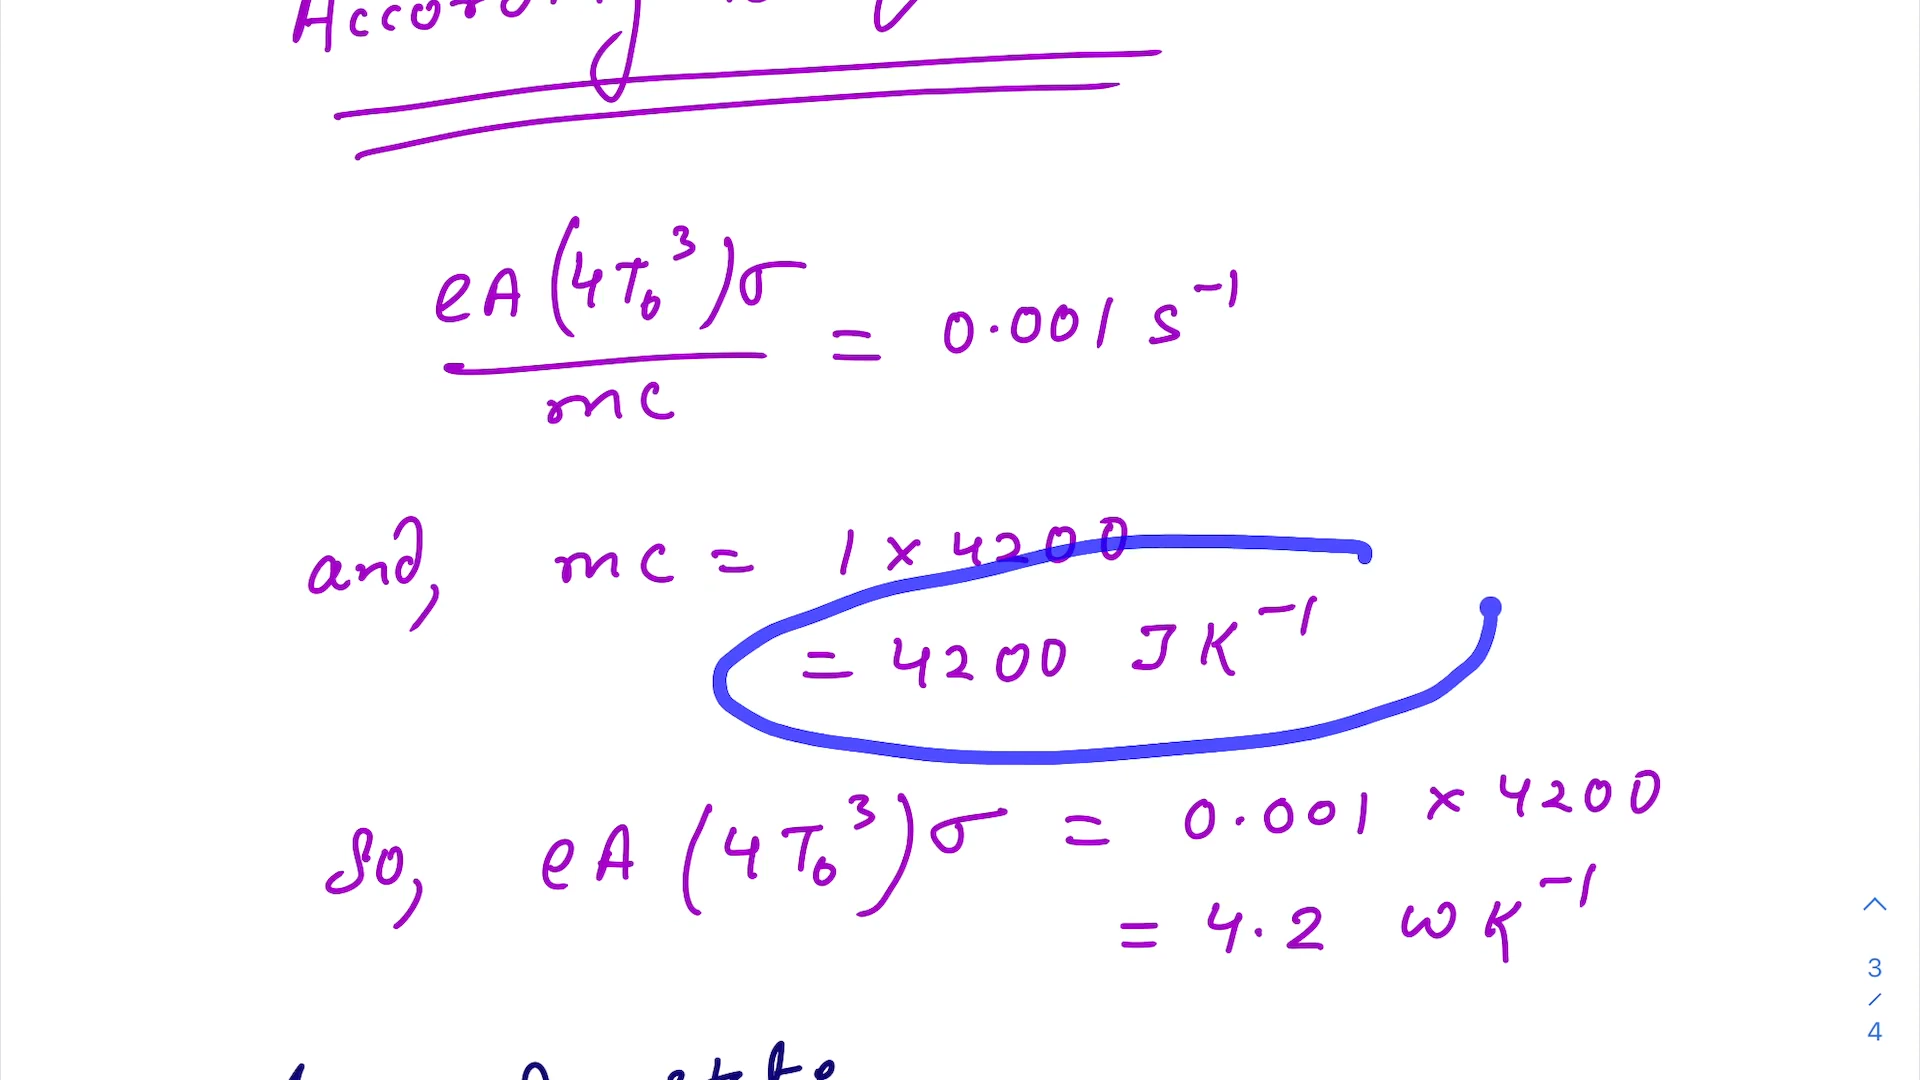 eA(4T₀³)σ
—————— = 0.001 s⁻¹
mc
and, mc = 1 × 4200
= 4200 JK⁻¹
So, eA(4T₀³)σ = 0.001 × 4200
= 4.2 WK⁻¹
3
/
4